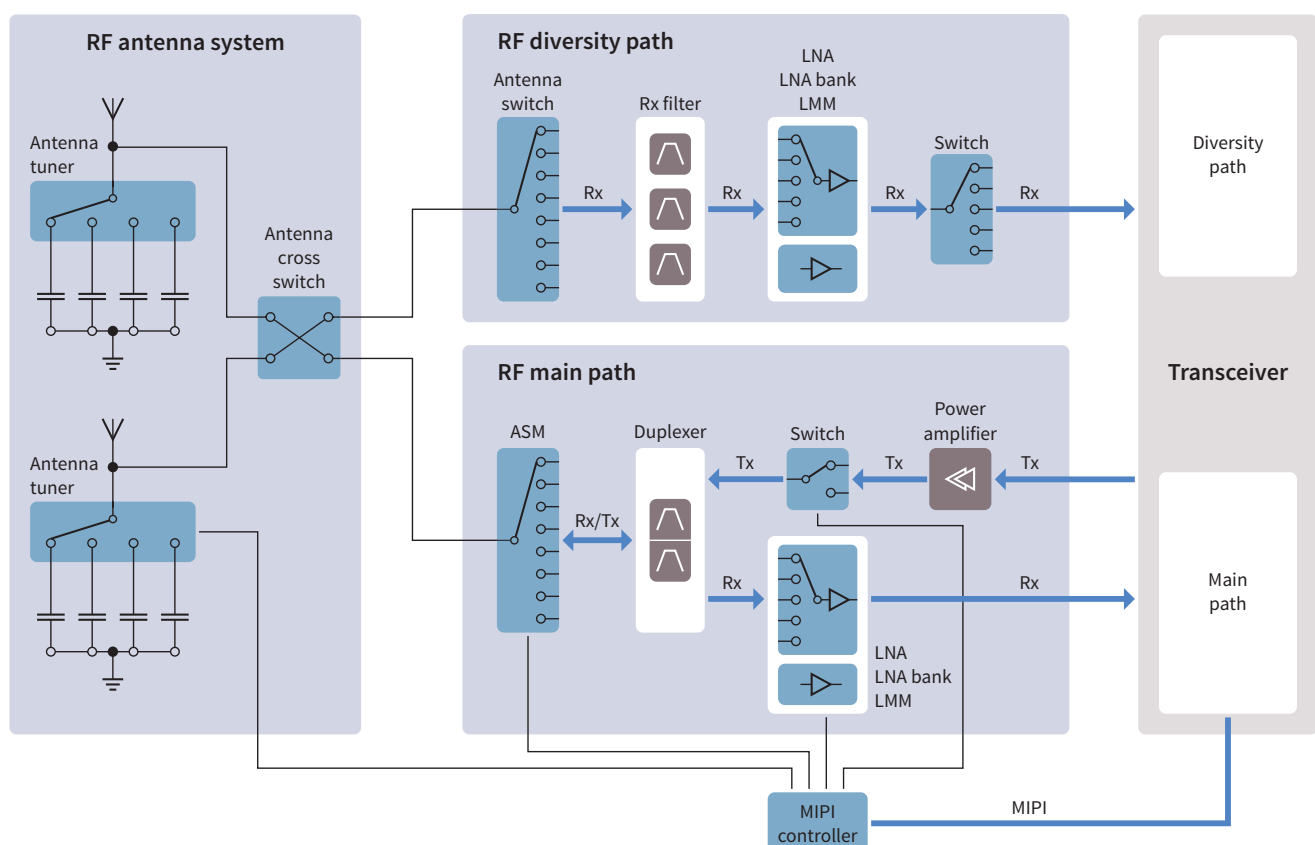 RF antenna system
Antenna
tuner
Antenna
cross
switch
Antenna
tuner
RF diversity path
Antenna
switch
Rx filter
LNA
LNA bank
LMM
Switch
Rx
Rx
Rx
Rx
RF main path
ASM
Duplexer
Switch
Power
amplifier
Tx
Tx
Tx
Rx/Tx
Rx
Rx
LNA
LNA bank
LMM
Diversity
path
Transceiver
Main
path
MIPI
controller
MIPI